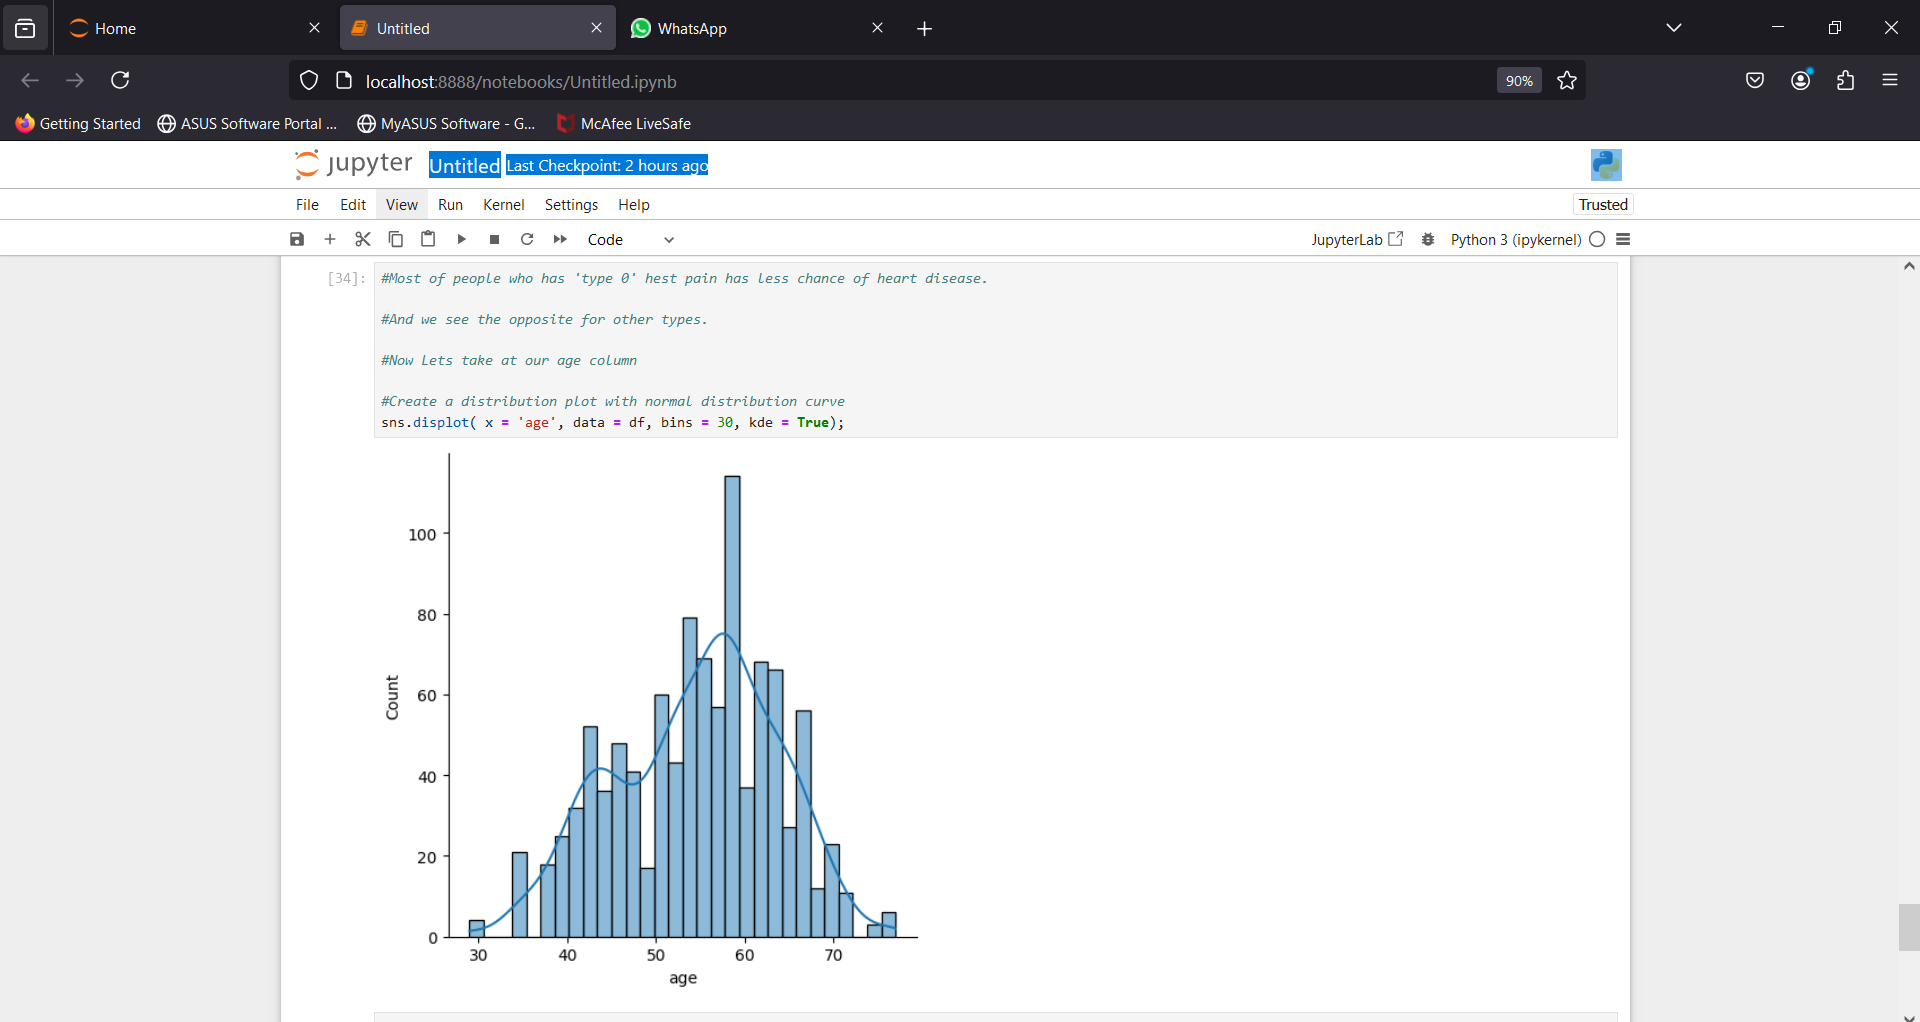 Home
Untitled
WhatsApp
localhost:8888/notebooks/Untitled.ipynb
90%
Getting Started
ASUS Software Portal ...
MyASUS Software - G...
McAfee LiveSafe
jupyter
Untitled Last Checkpoint: 2 hours ago
File Edit View Run Kernel Settings Help
Trusted
Code
JupyterLab
Python 3 (ipykernel)
[34]:
#Most of people who has 'type 0' hest pain has less chance of heart disease.
#And we see the opposite for other types.
#Now Lets take at our age column
#Create a distribution plot with normal distribution curve
sns.displot( x = 'age', data = df, bins = 30, kde = True);
100
80
60
40
20
0
Count
30 40 50 60 70
age